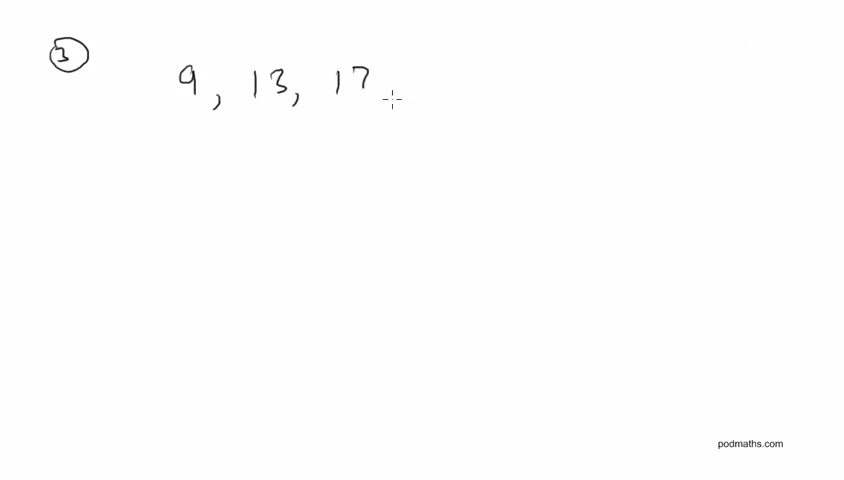 ③ 9, 13, 17
podmaths.com